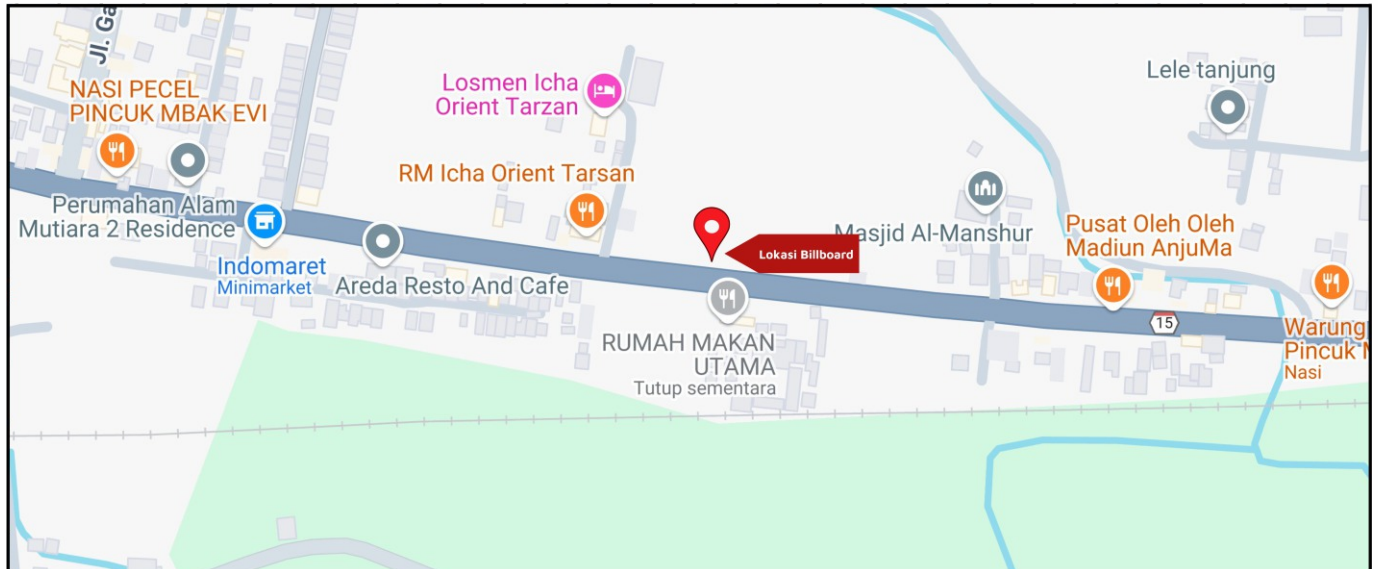 Jl. Ga
NASI PECEL
PINCUK MBAK EVI
Losmen Icha
Orient Tarzan
Lele tanjung
RM Icha Orient Tarsan
Perumahan Alam
Mutiara 2 Residence
Masjid Al-Manshur
Pusat Oleh Oleh
Madiun AnjuMa
Lokasi Billboard
Indomaret
Minimarket
Areda Resto And Cafe
15
RUMAH MAKAN
UTAMA
Tutup sementara
Warung
Pincuk
Nasi